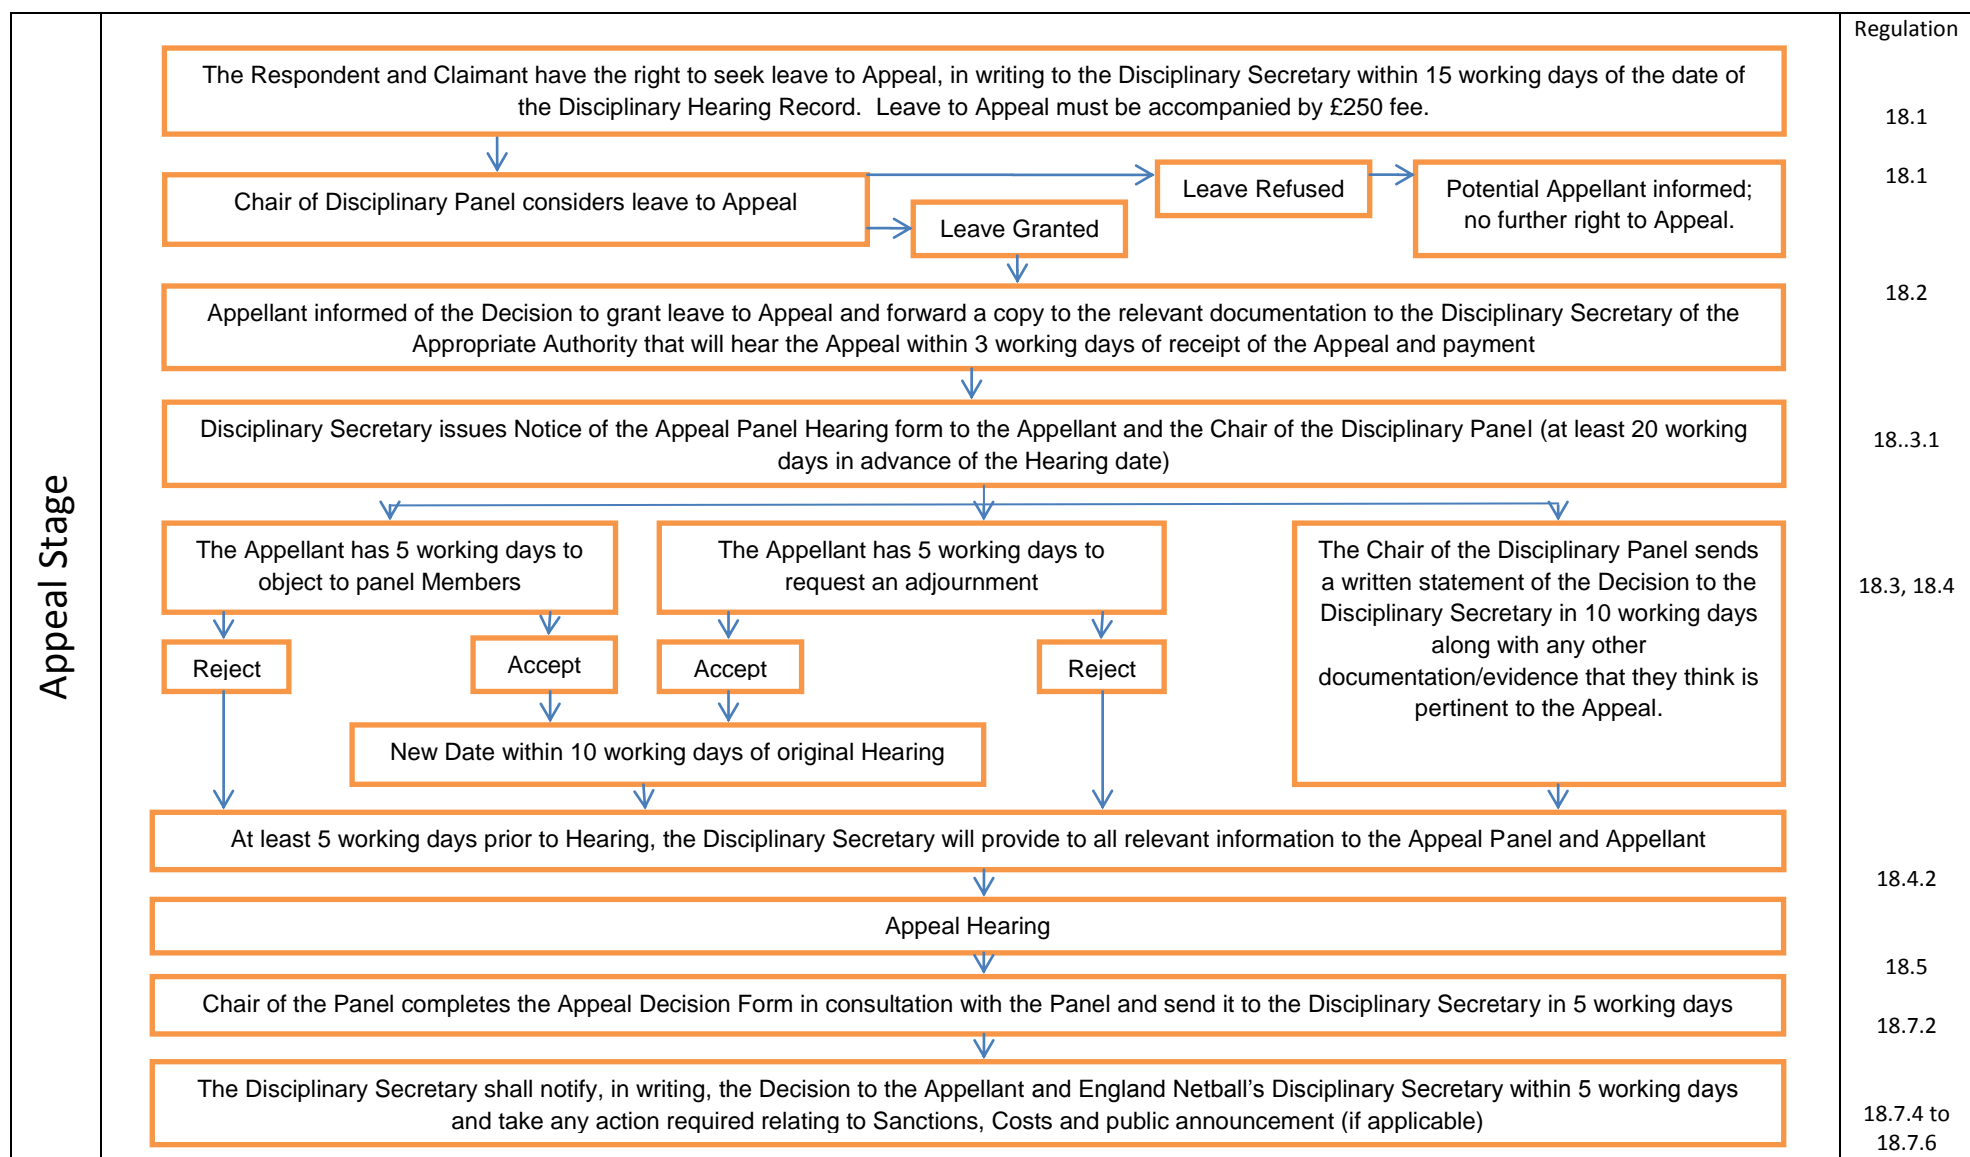 Regulation
The Respondent and Claimant have the right to seek leave to Appeal, in writing to the Disciplinary Secretary within 15 working days of the date of
the Disciplinary Hearing Record.  Leave to Appeal must be accompanied by £250 fee.
18.1
Chair of Disciplinary Panel considers leave to Appeal
Leave Refused
Potential Appellant informed;
no further right to Appeal.
18.1
Leave Granted
Appellant informed of the Decision to grant leave to Appeal and forward a copy to the relevant documentation to the Disciplinary Secretary of the
Appropriate Authority that will hear the Appeal within 3 working days of receipt of the Appeal and payment
18.2
Disciplinary Secretary issues Notice of the Appeal Panel Hearing form to the Appellant and the Chair of the Disciplinary Panel (at least 20 working
days in advance of the Hearing date)
18..3.1
Appeal Stage
The Appellant has 5 working days to
object to panel Members
The Appellant has 5 working days to
request an adjournment
The Chair of the Disciplinary Panel sends
a written statement of the Decision to the
Disciplinary Secretary in 10 working days
along with any other
documentation/evidence that they think is
pertinent to the Appeal.
18.3, 18.4
Reject
Accept
Accept
Reject
New Date within 10 working days of original Hearing
At least 5 working days prior to Hearing, the Disciplinary Secretary will provide to all relevant information to the Appeal Panel and Appellant
18.4.2
Appeal Hearing
18.5
Chair of the Panel completes the Appeal Decision Form in consultation with the Panel and send it to the Disciplinary Secretary in 5 working days
18.7.2
The Disciplinary Secretary shall notify, in writing, the Decision to the Appellant and England Netball’s Disciplinary Secretary within 5 working days
and take any action required relating to Sanctions, Costs and public announcement (if applicable)
18.7.4 to
18.7.6